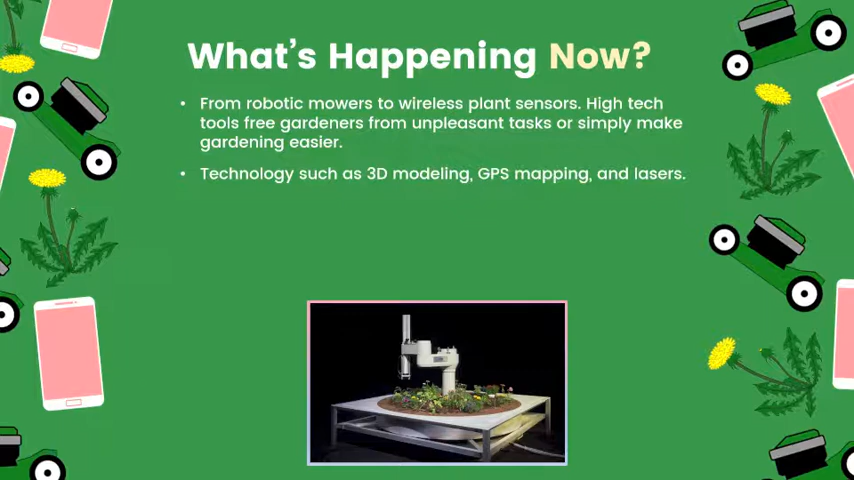 What's Happening Now?
• From robotic mowers to wireless plant sensors. High tech
tools free gardeners from unpleasant tasks or simply make
gardening easier.
• Technology such as 3D modeling, GPS mapping, and lasers.